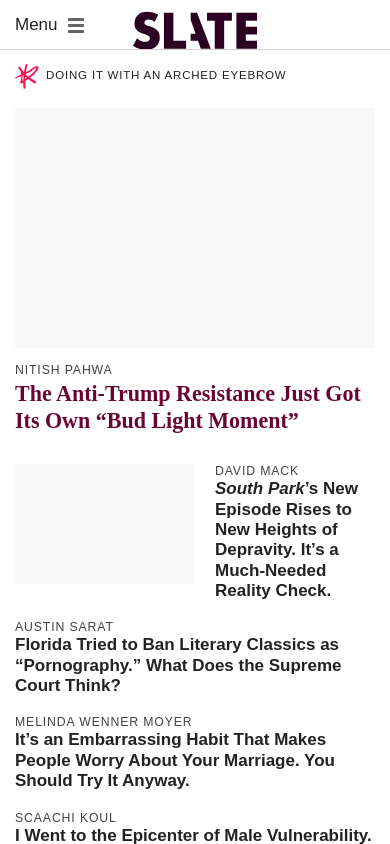 Menu
SLATE
DOING IT WITH AN ARCHED EYEBROW
NITISH PAHWA
The Anti-Trump Resistance Just Got
Its Own “Bud Light Moment”
DAVID MACK
South Park’s New
Episode Rises to
New Heights of
Depravity. It’s a
Much-Needed
Reality Check.
AUSTIN SARAT
Florida Tried to Ban Literary Classics as
“Pornography.” What Does the Supreme
Court Think?
MELINDA WENNER MOYER
It’s an Embarrassing Habit That Makes
People Worry About Your Marriage. You
Should Try It Anyway.
SCAACHI KOUL
I Went to the Epicenter of Male Vulnerability.